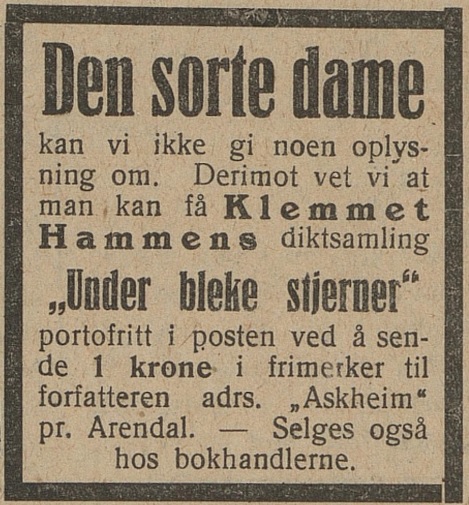 Den sorte dame
kan vi ikke gi noen oplys-
ning om. Derimot vet vi at
man kan få Klemmet
Hammens diktsamling
„Under bleke stjerner“
portofritt i posten ved å sen-
de 1 krone i frimerker til
forfatteren adrs. „Askheim“
pr. Arendal. — Selges også
hos bokhandlerne.